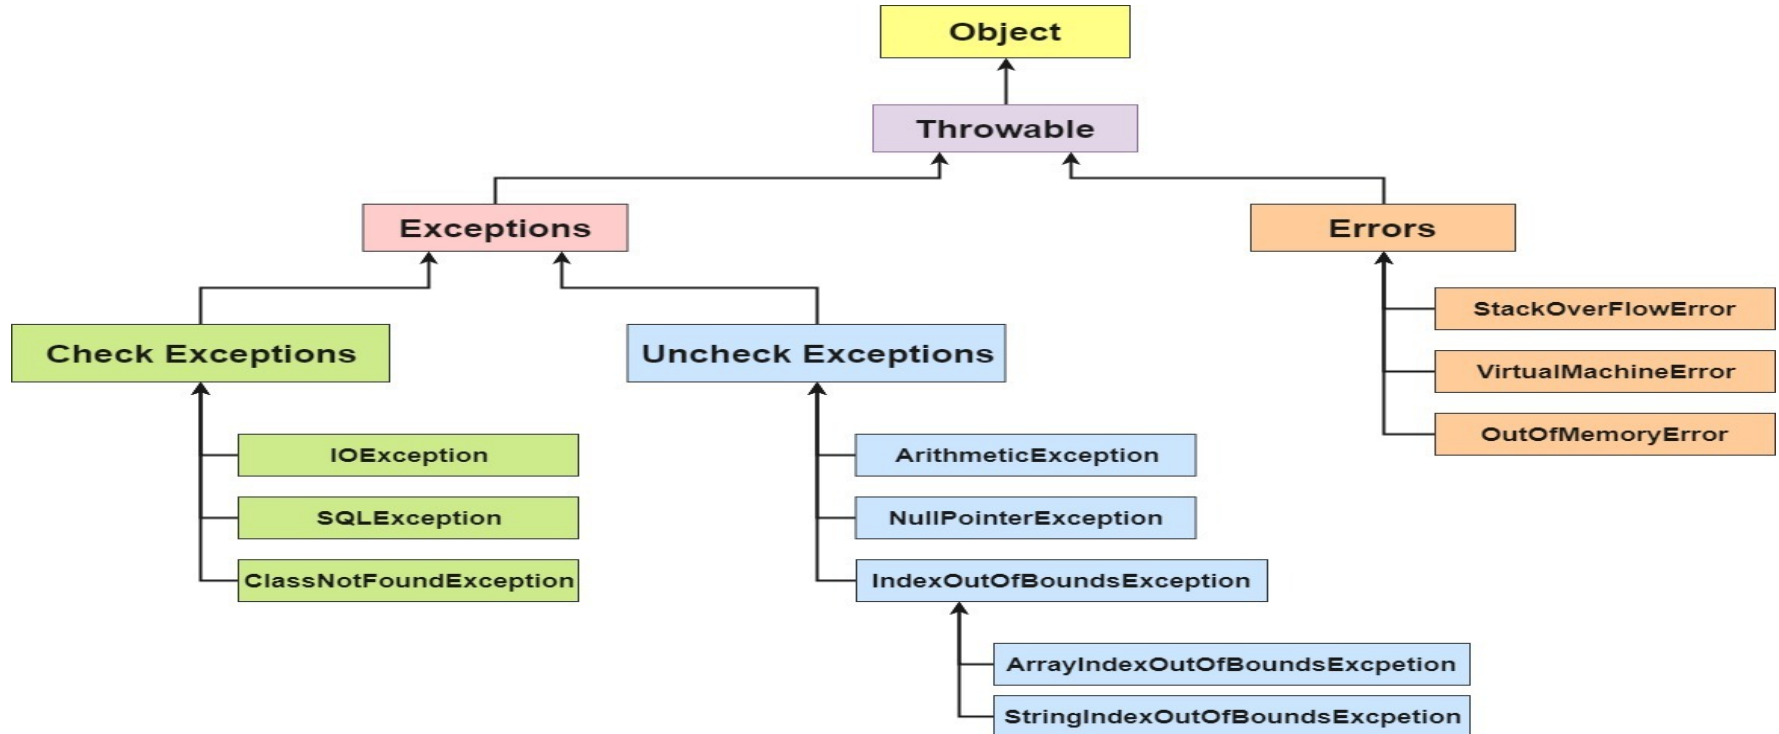 Object
Throwable
Exceptions
Errors
Check Exceptions
Uncheck Exceptions
StackOverFlowError
VirtualMachineError
OutOfMemoryError
IOException
SQLException
ClassNotFoundException
ArithmeticException
NullPointerException
IndexOutOfBoundsException
ArrayIndexOutOfBoundsExcpetion
StringIndexOutOfBoundsExcpetion